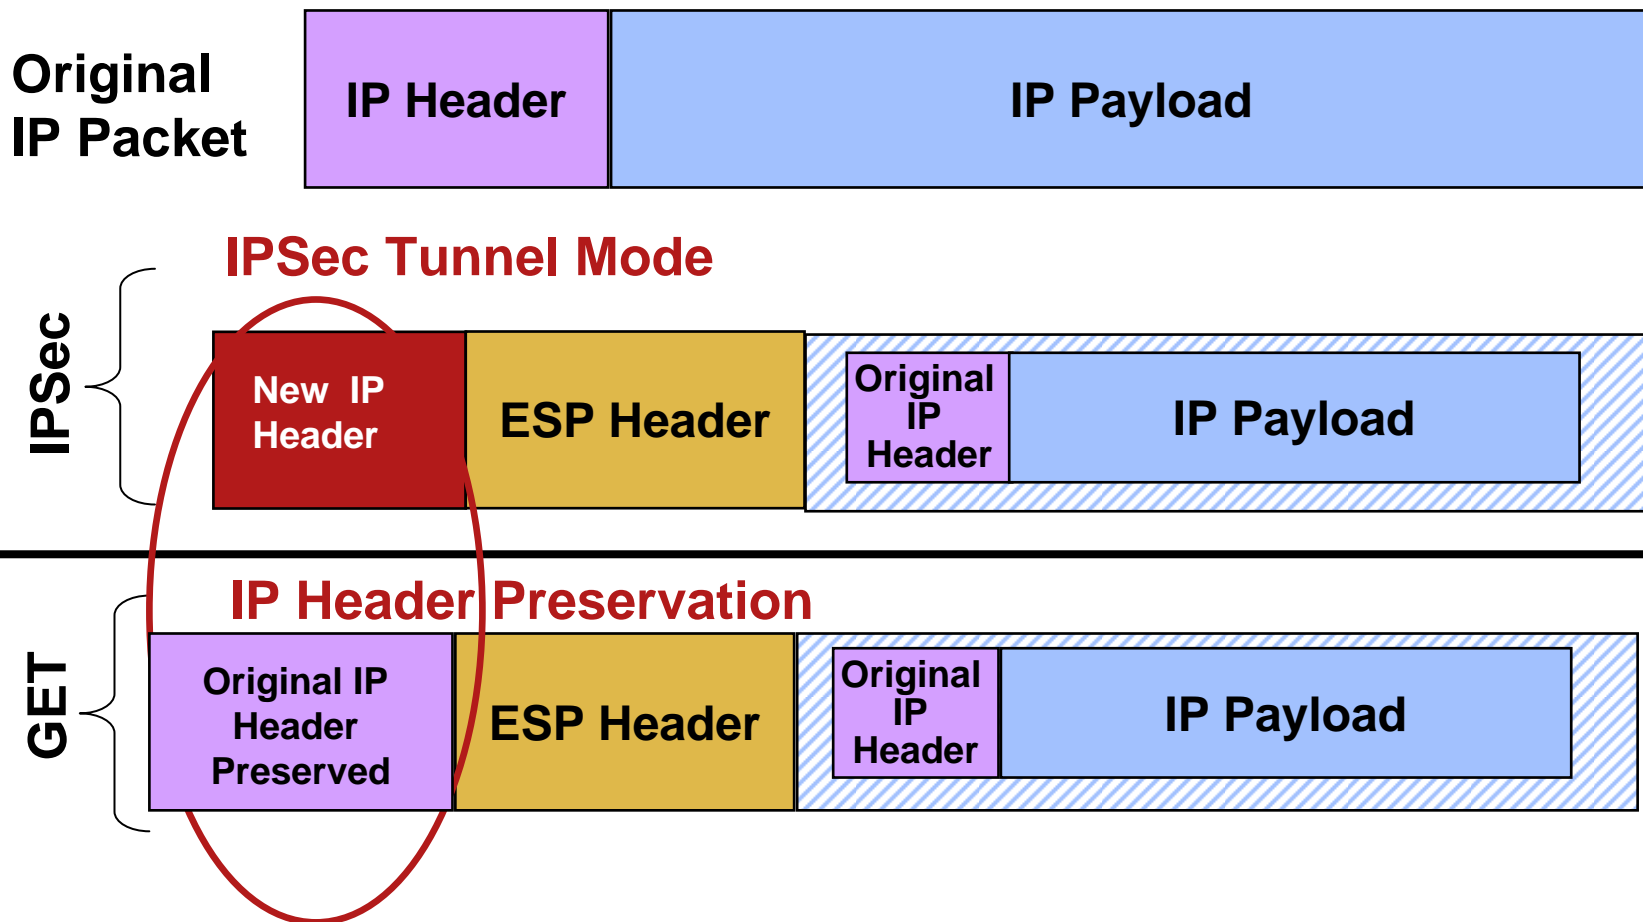 Original
IP Packet
IP Header
IP Payload
IPSec Tunnel Mode
IPSec
New IP
Header
ESP Header
Original
IP
Header
IP Payload
IP Header Preservation
GET
Original IP
Header
Preserved
ESP Header
Original
IP
Header
IP Payload